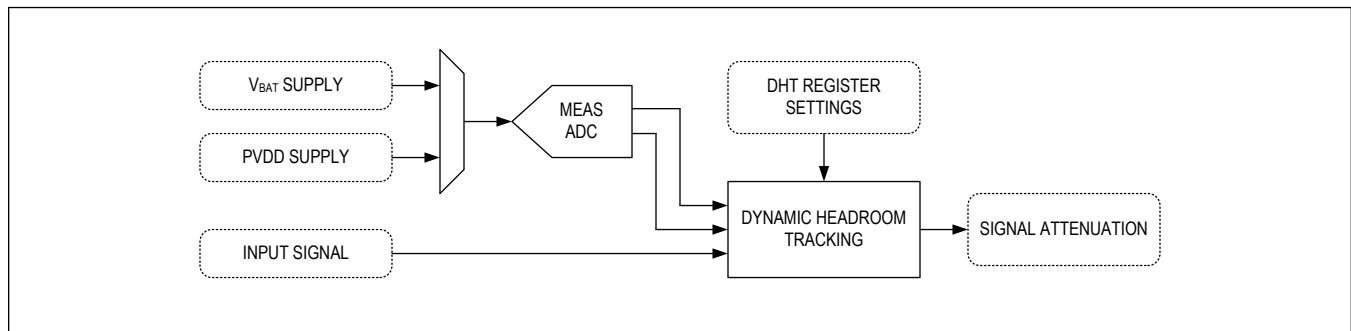 VBAT SUPPLY
PVDD SUPPLY
INPUT SIGNAL
MEAS
ADC
DHT REGISTER
SETTINGS
DYNAMIC HEADROOM
TRACKING
SIGNAL ATTENUATION